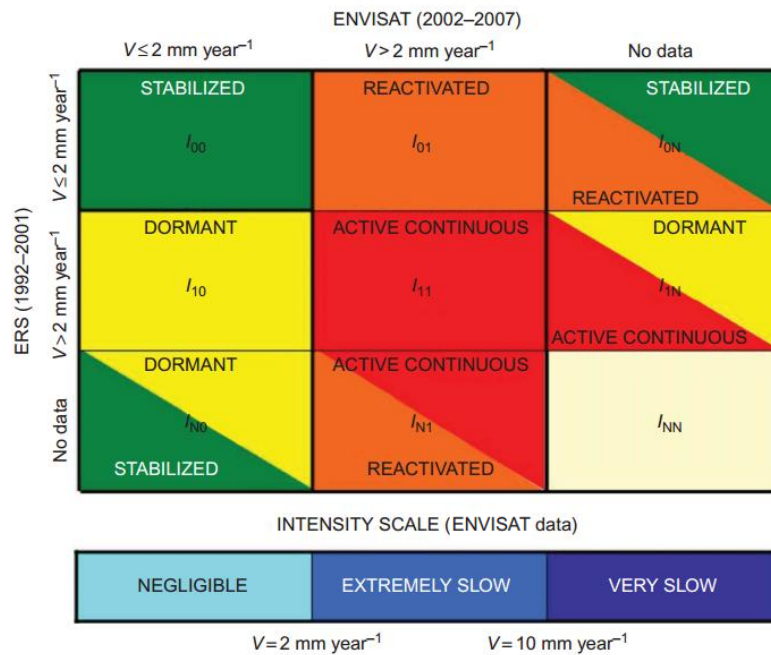 ENVISAT (2002–2007)
V ≤ 2 mm year⁻¹
V > 2 mm year⁻¹
No data
ERS (1992–2001)
V ≤ 2 mm year⁻¹
STABILIZED
I₀₀
REACTIVATED
I₀₁
STABILIZED
I₀N
REACTIVATED
V > 2 mm year⁻¹
DORMANT
I₁₀
ACTIVE CONTINUOUS
I₁₁
DORMANT
I₁N
ACTIVE CONTINUOUS
No data
DORMANT
IN₀
STABILIZED
ACTIVE CONTINUOUS
IN₁
REACTIVATED
INN
INTENSITY SCALE (ENVISAT data)
NEGLIGIBLE
EXTREMELY SLOW
VERY SLOW
V = 2 mm year⁻¹
V = 10 mm year⁻¹